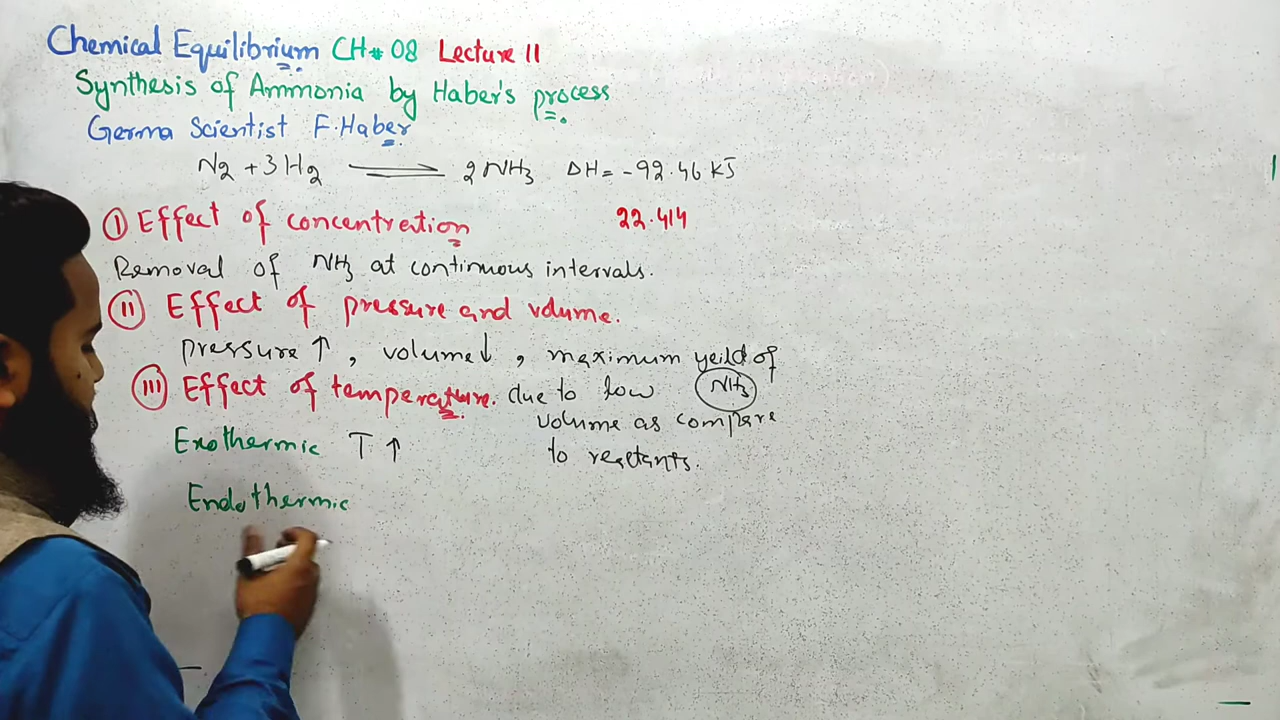 Chemical Equilibrium CH# 08 Lecture 11
Synthesis of Ammonia by Haber's process
Germa Scientist F.Haber
N2 + 3H2 ⇌ 2NH3 ΔH = -92.46 kJ
(I) Effect of concentration 22.414
Removal of NH3 at continuous intervals.
(II) Effect of pressure and volume.
pressure ↑, volume↓, maximum yeild of
(III) Effect of temperature. due to low NH3
volume as compare
Exothermic T ↑
to reactants.
Endothermic